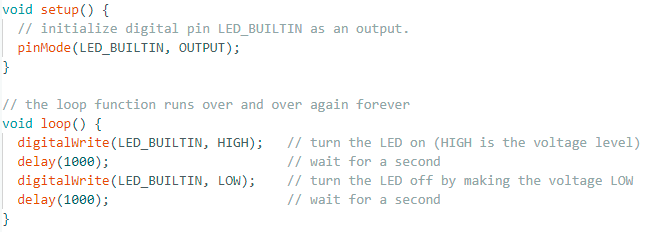 void setup() {
  // initialize digital pin LED_BUILTIN as an output.
  pinMode(LED_BUILTIN, OUTPUT);
}

// the loop function runs over and over again forever
void loop() {
  digitalWrite(LED_BUILTIN, HIGH);   // turn the LED on (HIGH is the voltage level)
  delay(1000);                       // wait for a second
  digitalWrite(LED_BUILTIN, LOW);    // turn the LED off by making the voltage LOW
  delay(1000);                       // wait for a second
}